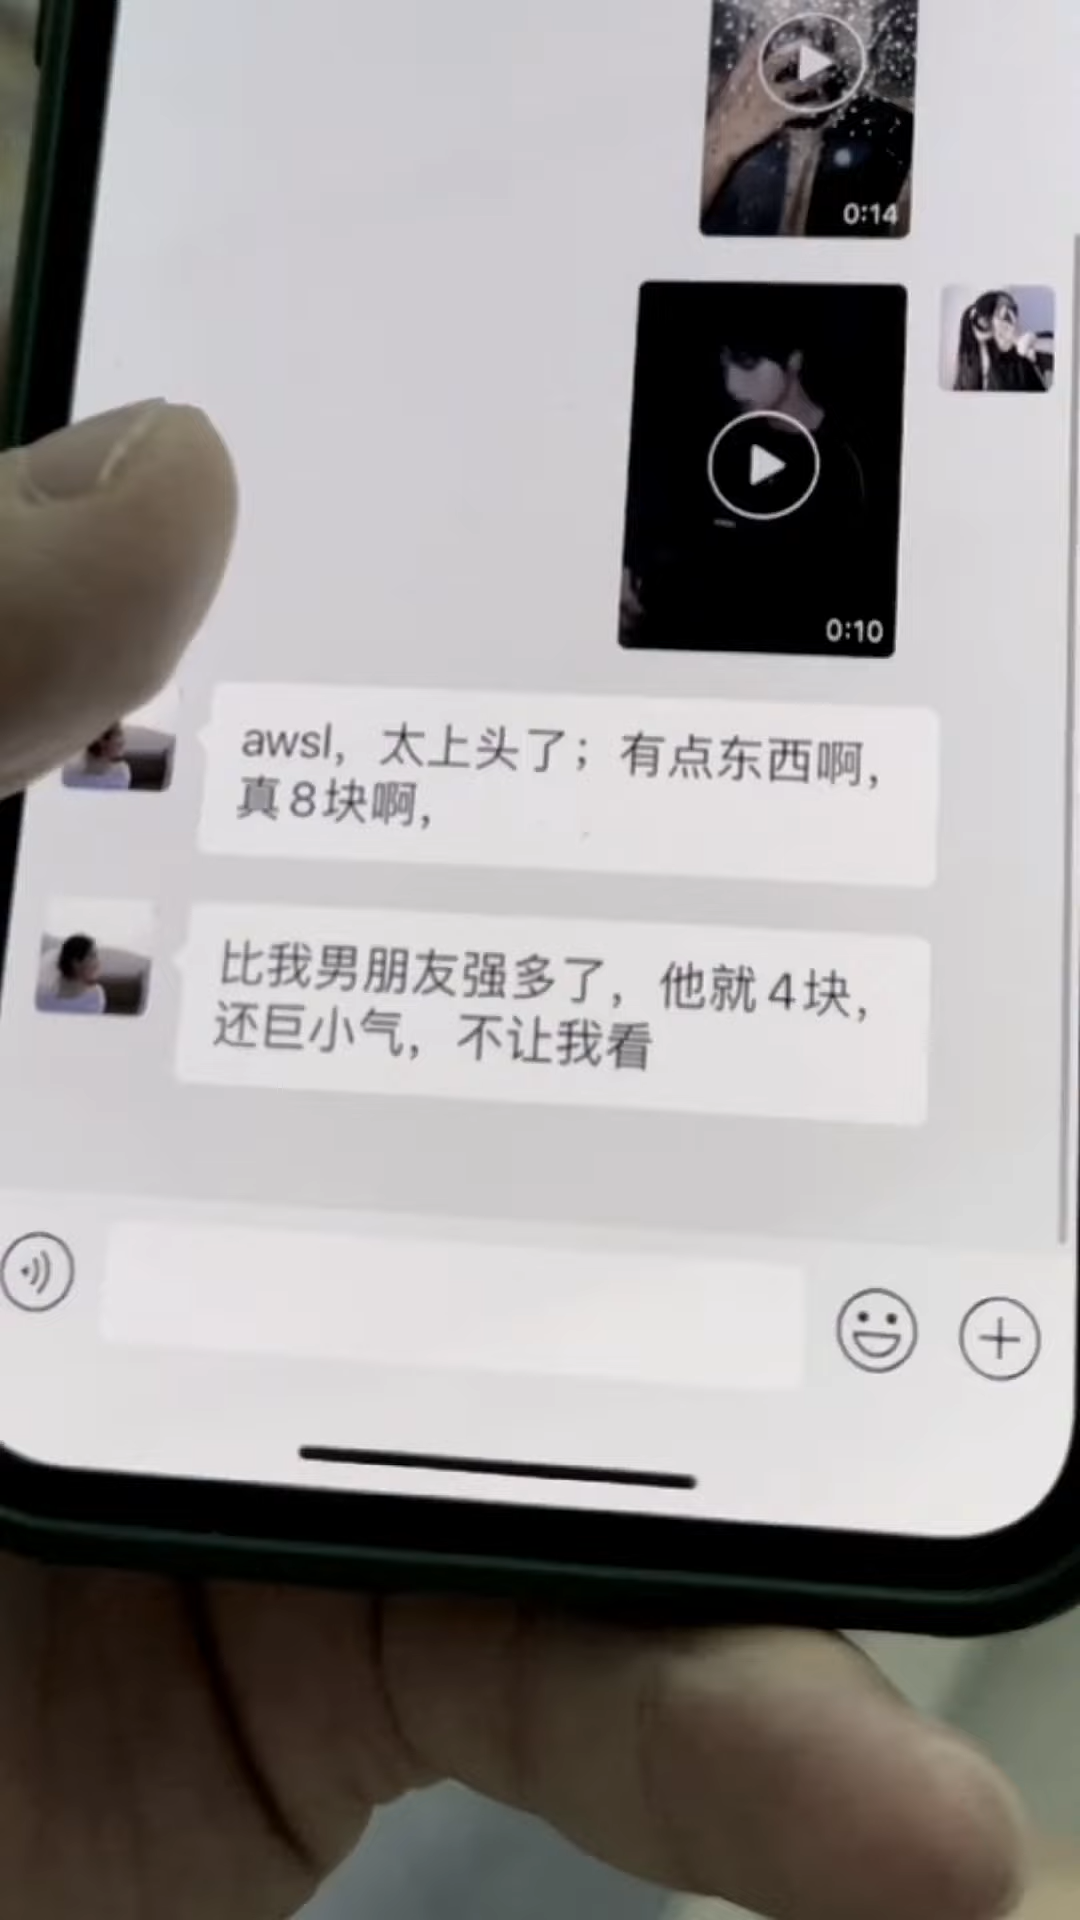 0:14
0:10
awsl，太上头了；有点东西啊，
真8块啊，
比我男朋友强多了，他就4块，
还巨小气，不让我看